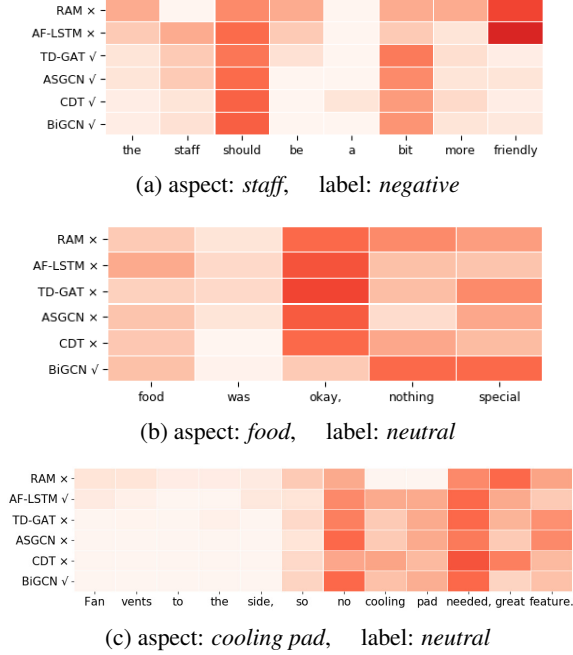 RAM ×
AF-LSTM ×
TD-GAT √
ASGCN √
CDT √
BiGCN √
the staff should be a bit more friendly
(a) aspect: staff, label: negative
RAM ×
AF-LSTM ×
TD-GAT ×
ASGCN ×
CDT ×
BiGCN √
food was okay, nothing special
(b) aspect: food, label: neutral
RAM ×
AF-LSTM √
TD-GAT ×
ASGCN ×
CDT ×
BiGCN √
Fan vents to the side, so no cooling pad needed, great feature.
(c) aspect: cooling pad, label: neutral